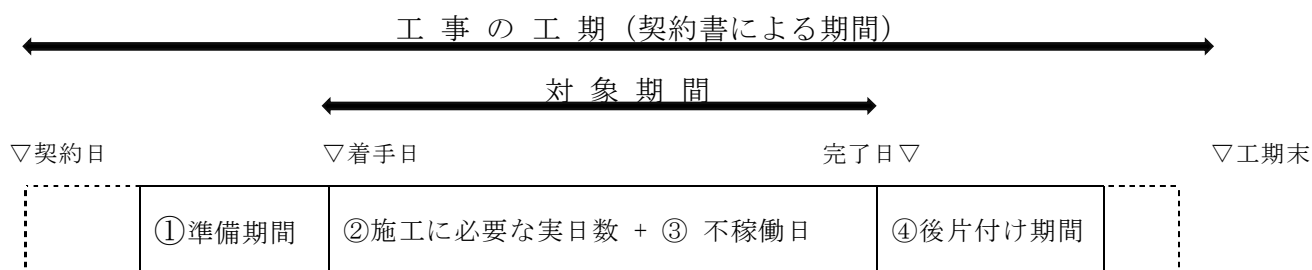 工 事 の 工 期（契約書による期間）
対 象 期 間
▽契約日 ▽着手日 完了日▽ ▽工期末
①準備期間 ②施工に必要な実日数 + ③ 不稼働日 ④後片付け期間